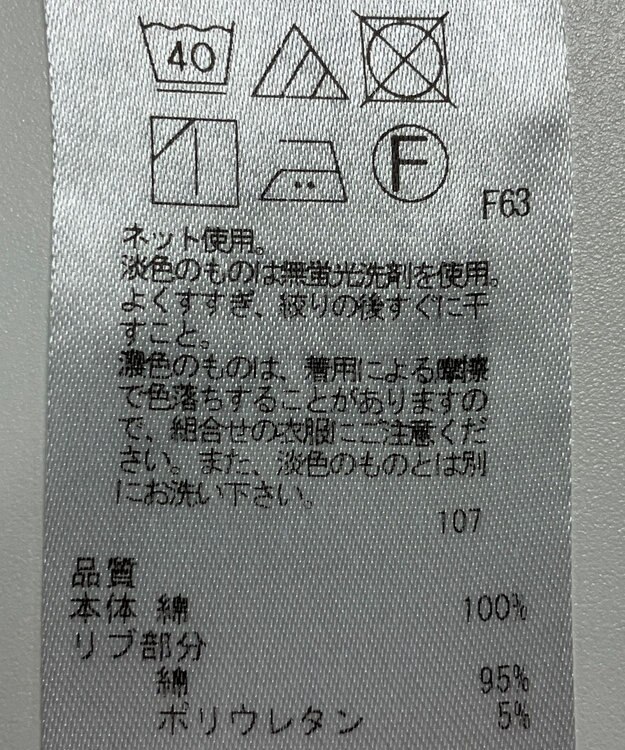 40
F
F63
ネット使用。
淡色のものは無蛍光洗剤を使用。
よくすすぎ、絞りの後すぐに干
すこと。
濃色のものは、着用による摩擦
で色落ちすることがありますの
で、組合せの衣服にご注意くだ
さい。また、淡色のものとは別
にお洗い下さい。
107
品質
本体 綿 100%
リブ部分
綿 95%
ポリウレタン 5%